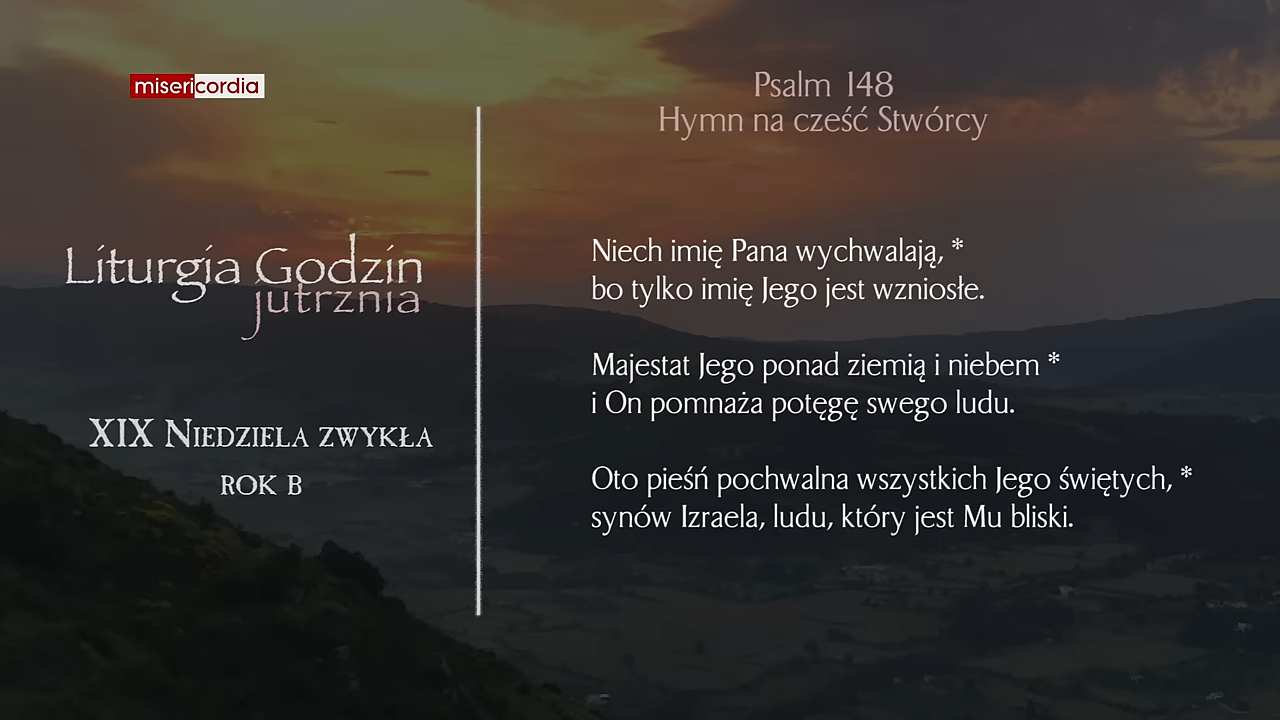 misericordia
Liturgia Godzin
jutrznia
XIX Niedziela zwykła
rok B
Psalm 148
Hymn na cześć Stwórcy
Niech imię Pana wychwalają, *
bo tylko imię Jego jest wzniosłe.
Majestat Jego ponad ziemią i niebem *
i On pomnaża potęgę swego ludu.
Oto pieśń pochwalna wszystkich Jego świętych, *
synów Izraela, ludu, który jest Mu bliski.